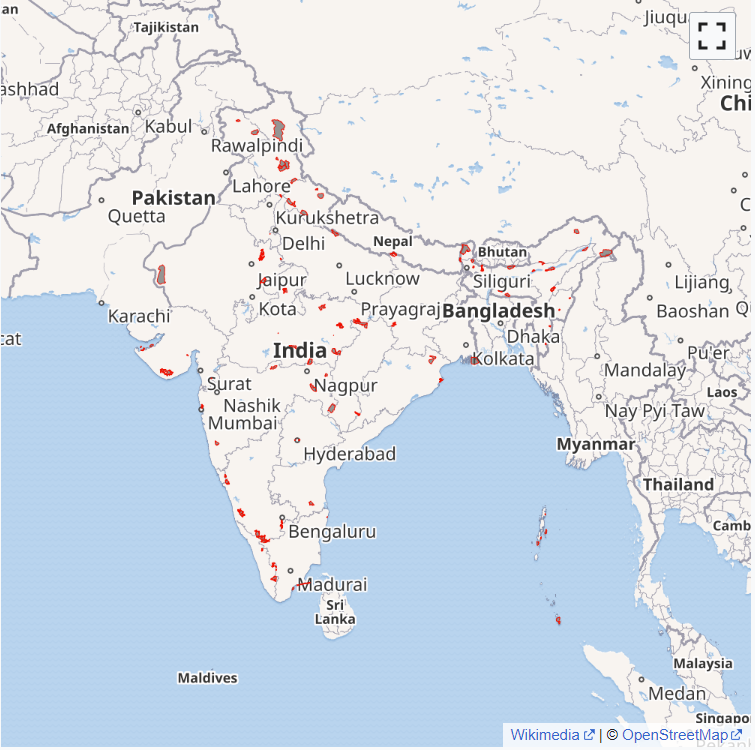 an
Jiuqu
Tajikistan
Xining
ashhad
Chi
Afghanistan
Kabul
Rawalpindi
Lahore
Pakistan
Quetta
Kurukshetra
Delhi
Nepal
Bhutan
Jaipur
Lucknow
Siliguri
Lijiang
Karachi
Kota
Prayagraj
Bangladesh
Baoshan
Q
cat
India
Dhaka
Kolkata
Pu'er
Surat
Nagpur
Mandalay
Laos
Nashik
Mumbai
Nay Pyi Taw
Hyderabad
Myanmar
Thailand
Bengaluru
Camb
Madurai
Sri
Lanka
Maldives
Malaysia
Medan
Singapo
Wikimedia | © OpenStreetMap